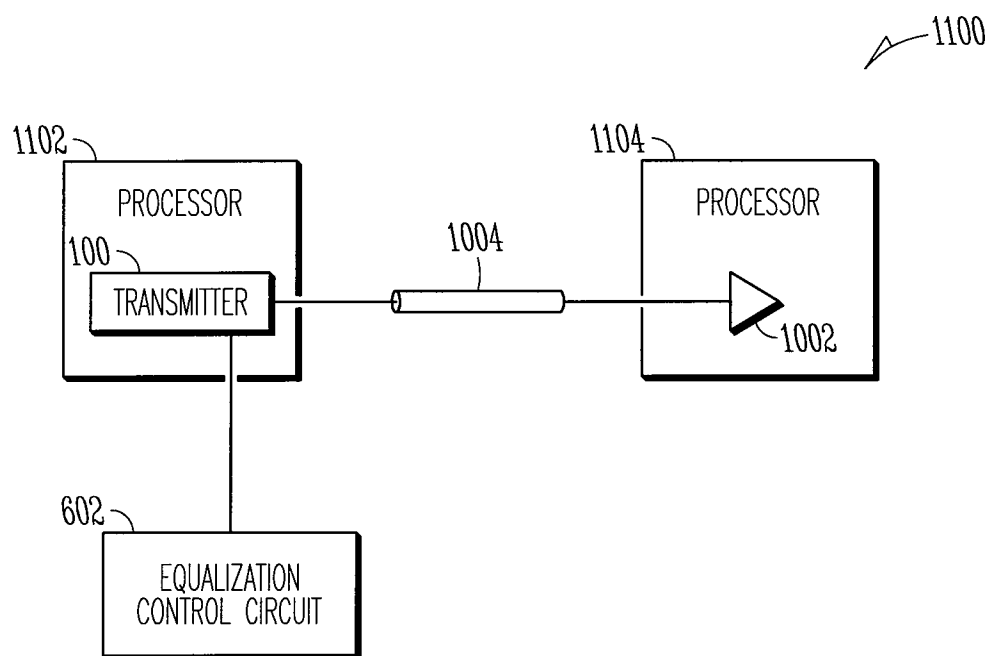 1100
1102
1104
PROCESSOR
PROCESSOR
100
1004
TRANSMITTER
1002
602
EQUALIZATION
CONTROL CIRCUIT